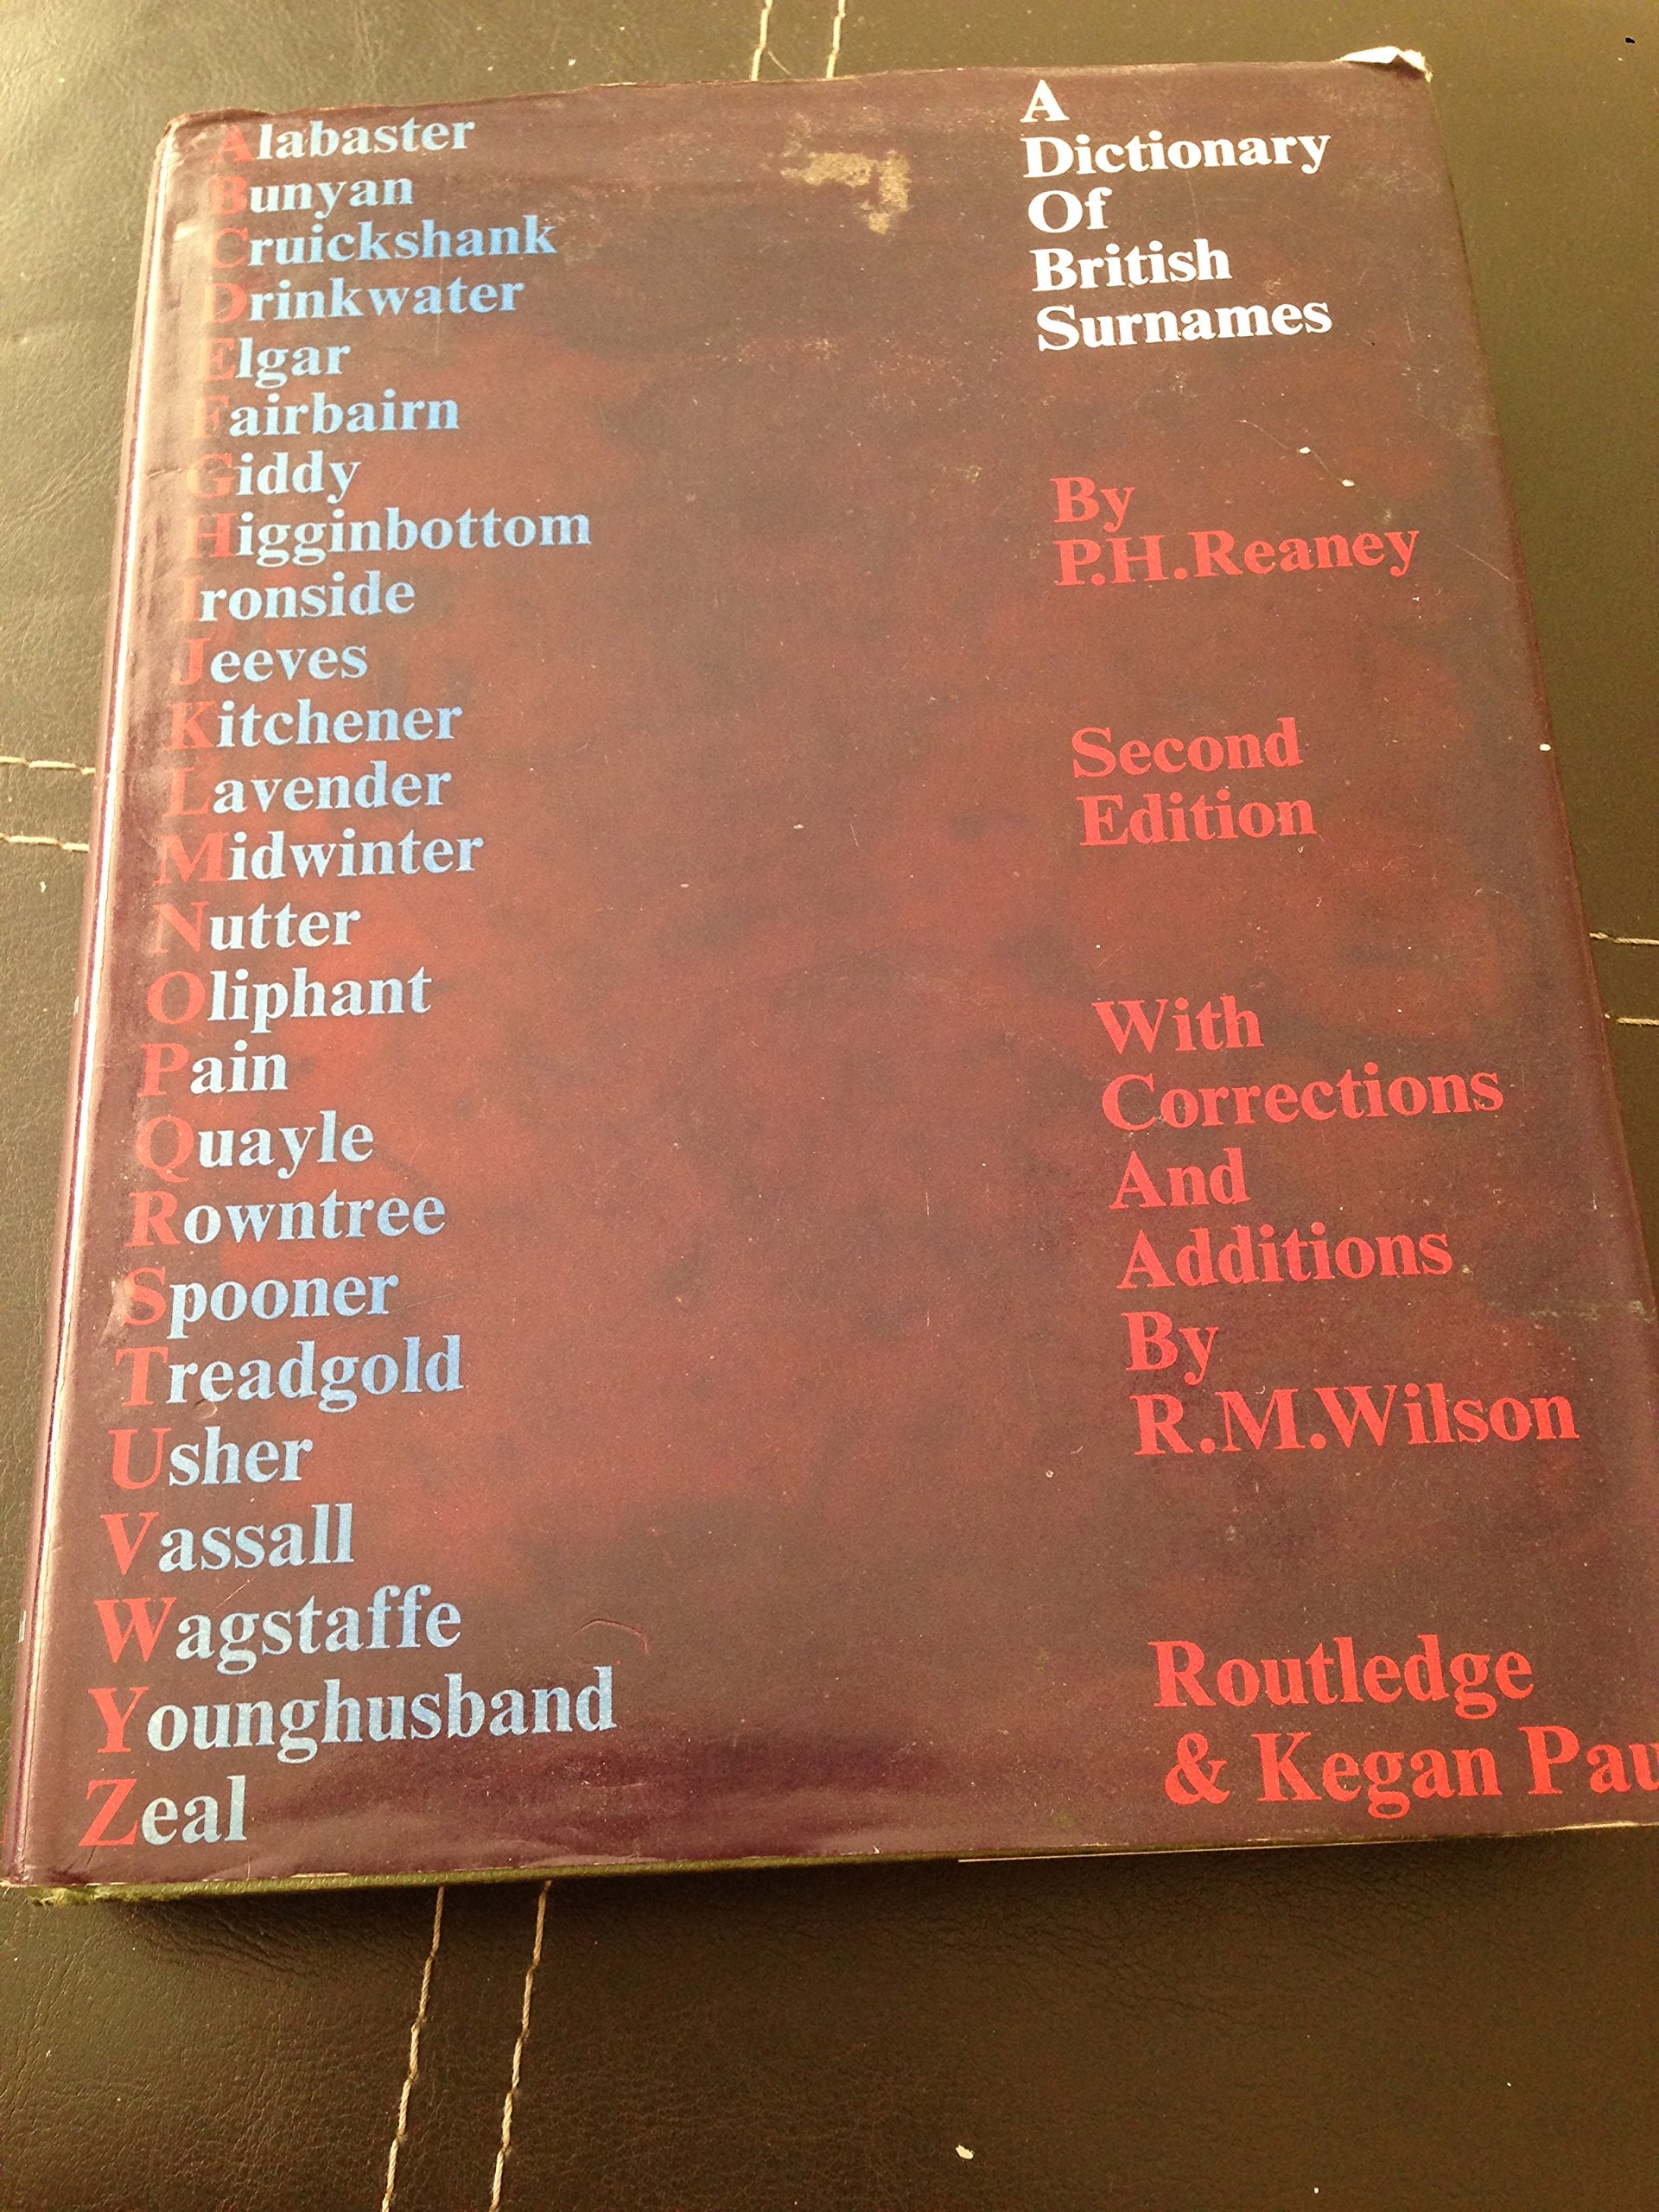 Alabaster
Bunyan
Cruickshank
Drinkwater
Elgar
Fairbairn
Giddy
Higginbottom
Ironside
Jeeves
Kitchener
Lavender
Midwinter
Nutter
Oliphant
Pain
Quayle
Rowntree
Spooner
Treadgold
Usher
Vassall
Wagstaffe
Younghusband
Zeal
A
Dictionary
Of
British
Surnames
By
P.H.Reaney
Second
Edition
With
Corrections
And
Additions
By
R.M.Wilson
Routledge
& Kegan Pau